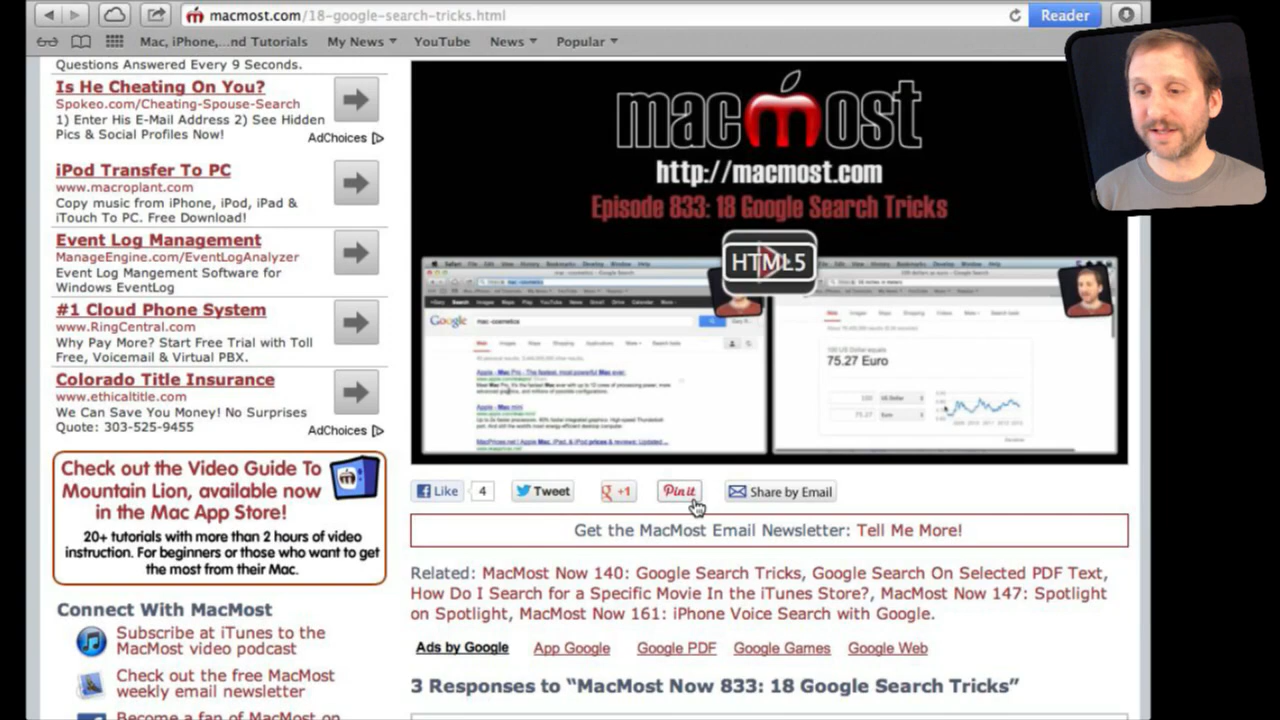 macmost.com/18-google-search-tricks.html
Reader
Mac, iPhone,...nd Tutorials
My News
YouTube
News
Popular
Questions Answered Every 9 Seconds.
Is He Cheating On You?
Spokeo.com/Cheating-Spouse-Search
1) Enter His E-Mail Address 2) See Hidden
Pics & Social Profiles Now!
AdChoices
iPod Transfer To PC
www.macroplant.com
Copy music from iPhone, iPod, iPad &
iTouch To PC. Free Download!
Event Log Management
ManageEngine.com/EventLogAnalyzer
Event Log Mangement Software for
Windows EventLog
#1 Cloud Phone System
www.RingCentral.com
Why Pay More? Start Free Trial with Toll
Free, Voicemail & Virtual PBX.
Colorado Title Insurance
www.ethicaltitle.com
We Can Save You Money! No Surprises
Quote: 303-525-9455
AdChoices
Check out the Video Guide To
Mountain Lion, available now
in the Mac App Store!
20+ tutorials with more than 2 hours of video
instruction. For beginners or those who want to get
the most from their Mac.
Connect With MacMost
Subscribe at iTunes to the
MacMost video podcast
Check out the free MacMost
weekly email newsletter
Become a fan of MacMost on
macmost
http://macmost.com
Episode 833: 18 Google Search Tricks
HTML5
Google
mac -cosmetics
100 US Dollar equals
75.27 Euro
Like
4
Tweet
g +1
Pin it
Share by Email
Get the MacMost Email Newsletter: Tell Me More!
Related: MacMost Now 140: Google Search Tricks, Google Search On Selected PDF Text,
How Do I Search for a Specific Movie In the iTunes Store?, MacMost Now 147: Spotlight
on Spotlight, MacMost Now 161: iPhone Voice Search with Google.
Ads by Google
App Google
Google PDF
Google Games
Google Web
3 Responses to “MacMost Now 833: 18 Google Search Tricks”